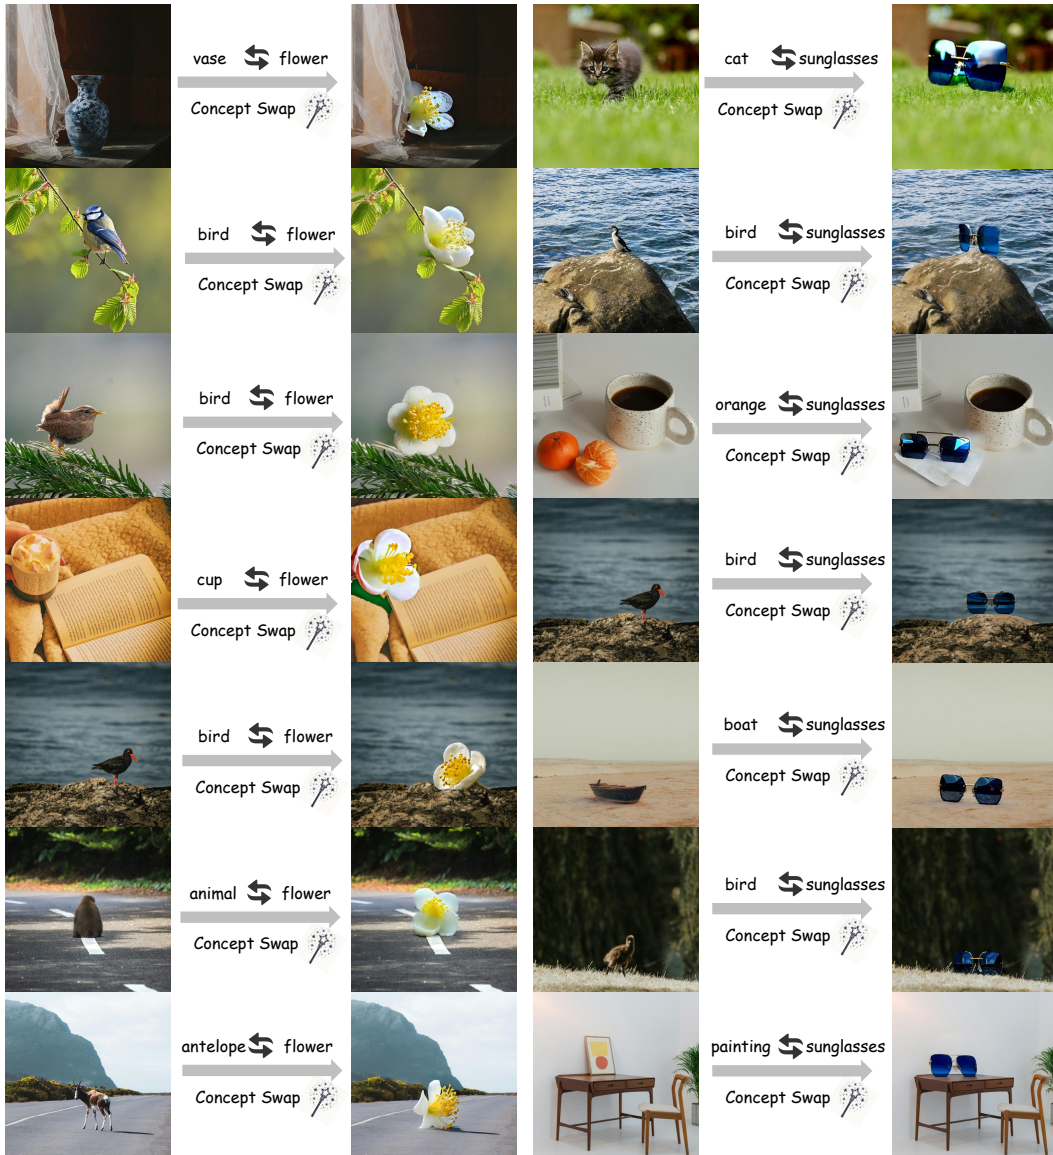 vase flower
Concept Swap
cat sunglasses
Concept Swap
bird flower
Concept Swap
bird sunglasses
Concept Swap
bird flower
Concept Swap
orange sunglasses
Concept Swap
cup flower
Concept Swap
bird sunglasses
Concept Swap
bird flower
Concept Swap
boat sunglasses
Concept Swap
animal flower
Concept Swap
bird sunglasses
Concept Swap
antelope flower
Concept Swap
painting sunglasses
Concept Swap